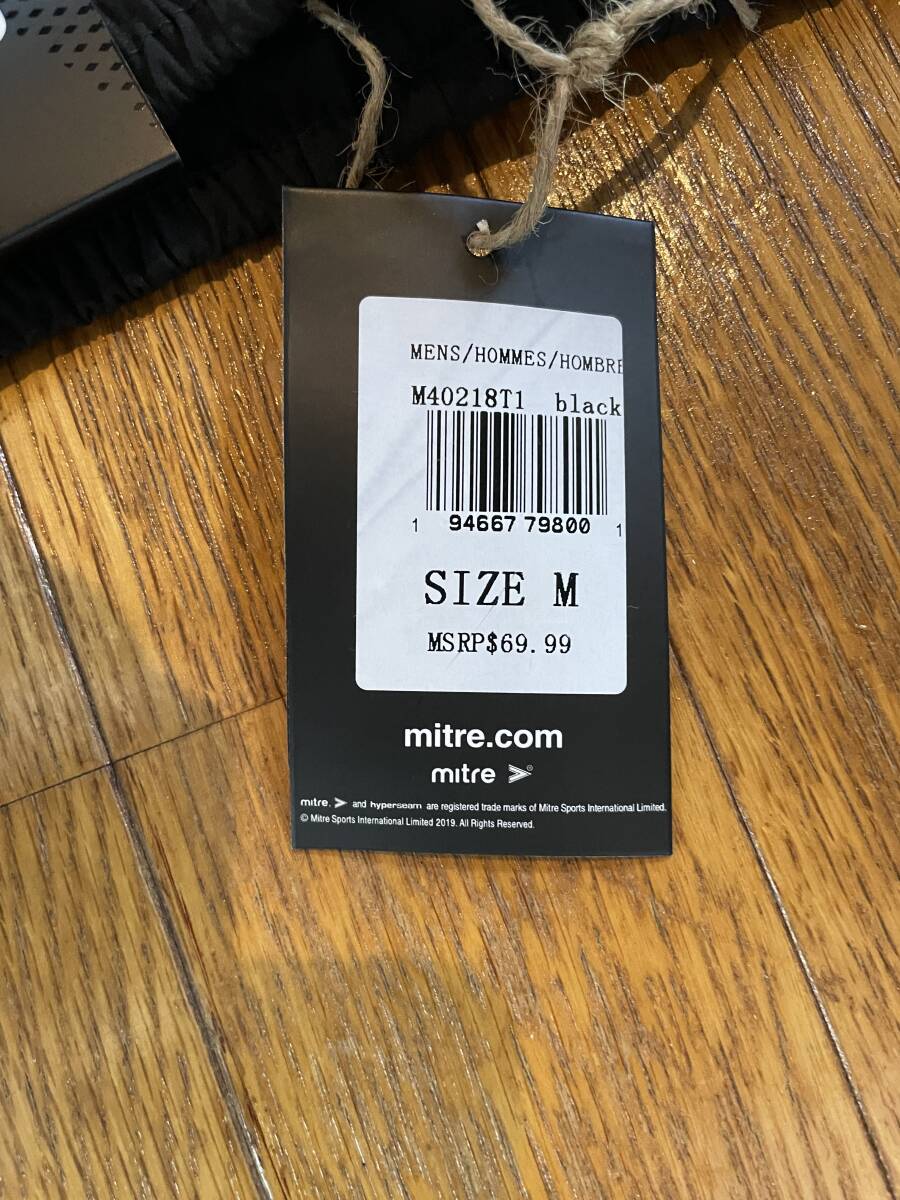 MENS/HOMMES/HOMBRE
M40218T1 black
1 94667 79800 1
SIZE M
MSRP$69.99
mitre.com
mitre
mitre. and hyperseam are registered trade marks of Mitre Sports International Limited.
© Mitre Sports International Limited 2019. All Rights Reserved.